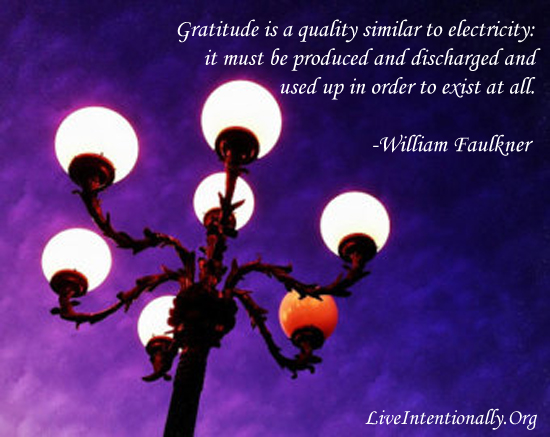 Gratitude is a quality similar to electricity:
it must be produced and discharged and
used up in order to exist at all.
-William Faulkner
LiveIntentionally.Org